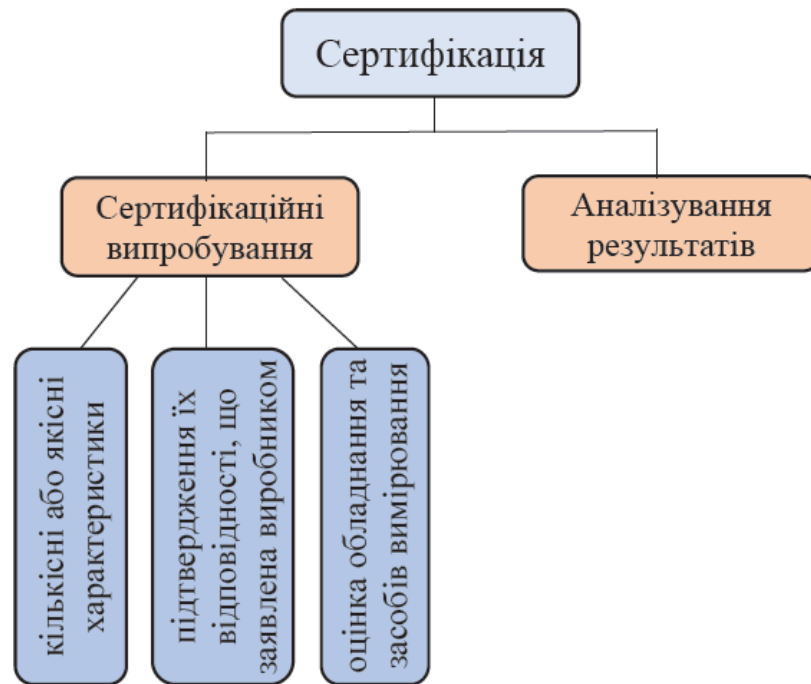 Сертифікація
Сертифікаційні
випробування
Аналізування
результатів
кількісні або якісні
характеристики
підтвердження їх
відповідності, що
заявлена виробником
оцінка обладнання та
засобів вимірювання